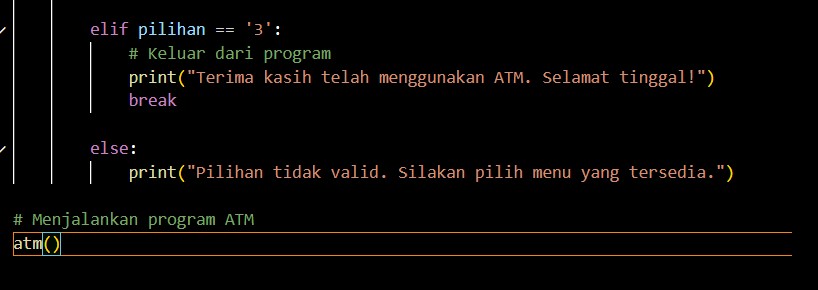 elif pilihan == '3':
# Keluar dari program
print("Terima kasih telah menggunakan ATM. Selamat tinggal!")
break
else:
print("Pilihan tidak valid. Silakan pilih menu yang tersedia.")
# Menjalankan program ATM
atm()